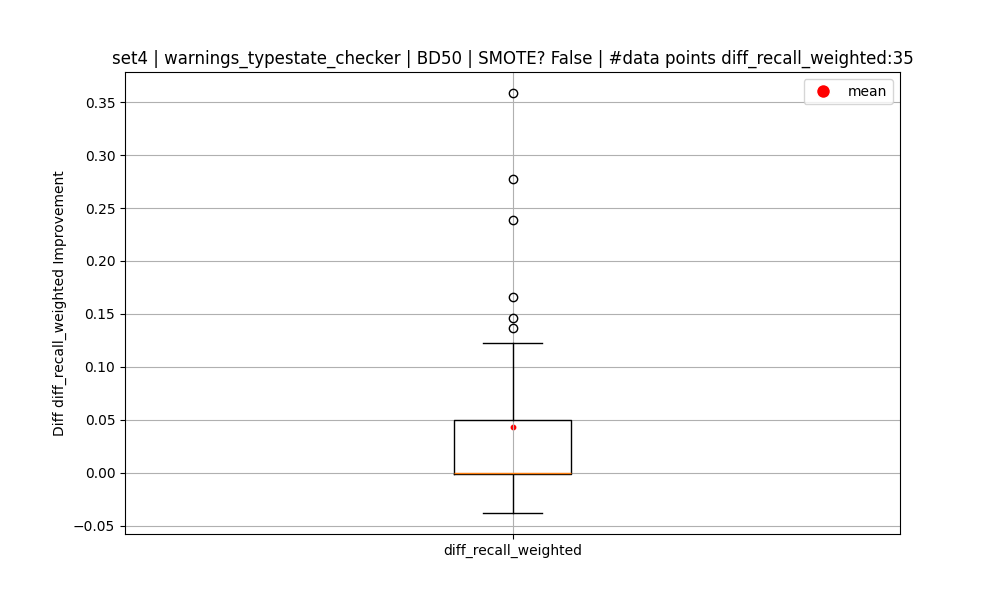 set4 | warnings_typestate_checker | BD50 | SMOTE? False | #data points diff_recall_weighted:35
mean
0.35
0.30
0.25
0.20
0.15
0.10
0.05
0.00
−0.05
Diff diff_recall_weighted Improvement
diff_recall_weighted